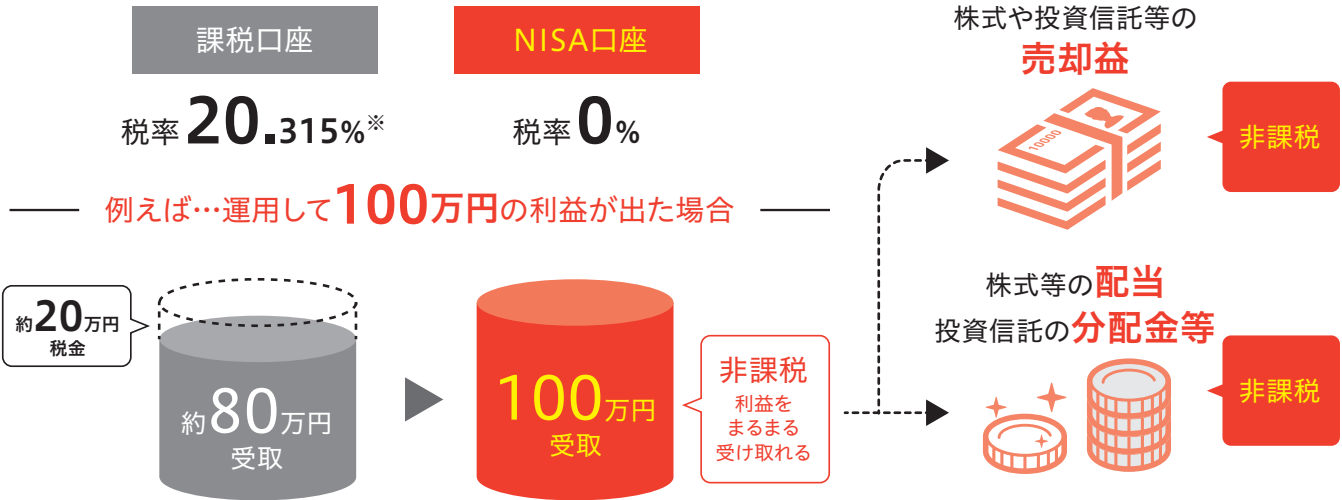 課税口座
税率20.315%※
NISA口座
税率0%
例えば…運用して100万円の利益が出た場合
約20万円
税金
約80万円
受取
100万円
受取
非課税
利益を
まるまる
受け取れる
株式や投資信託等の
売却益
10000
非課税
株式等の配当
投資信託の分配金等
非課税